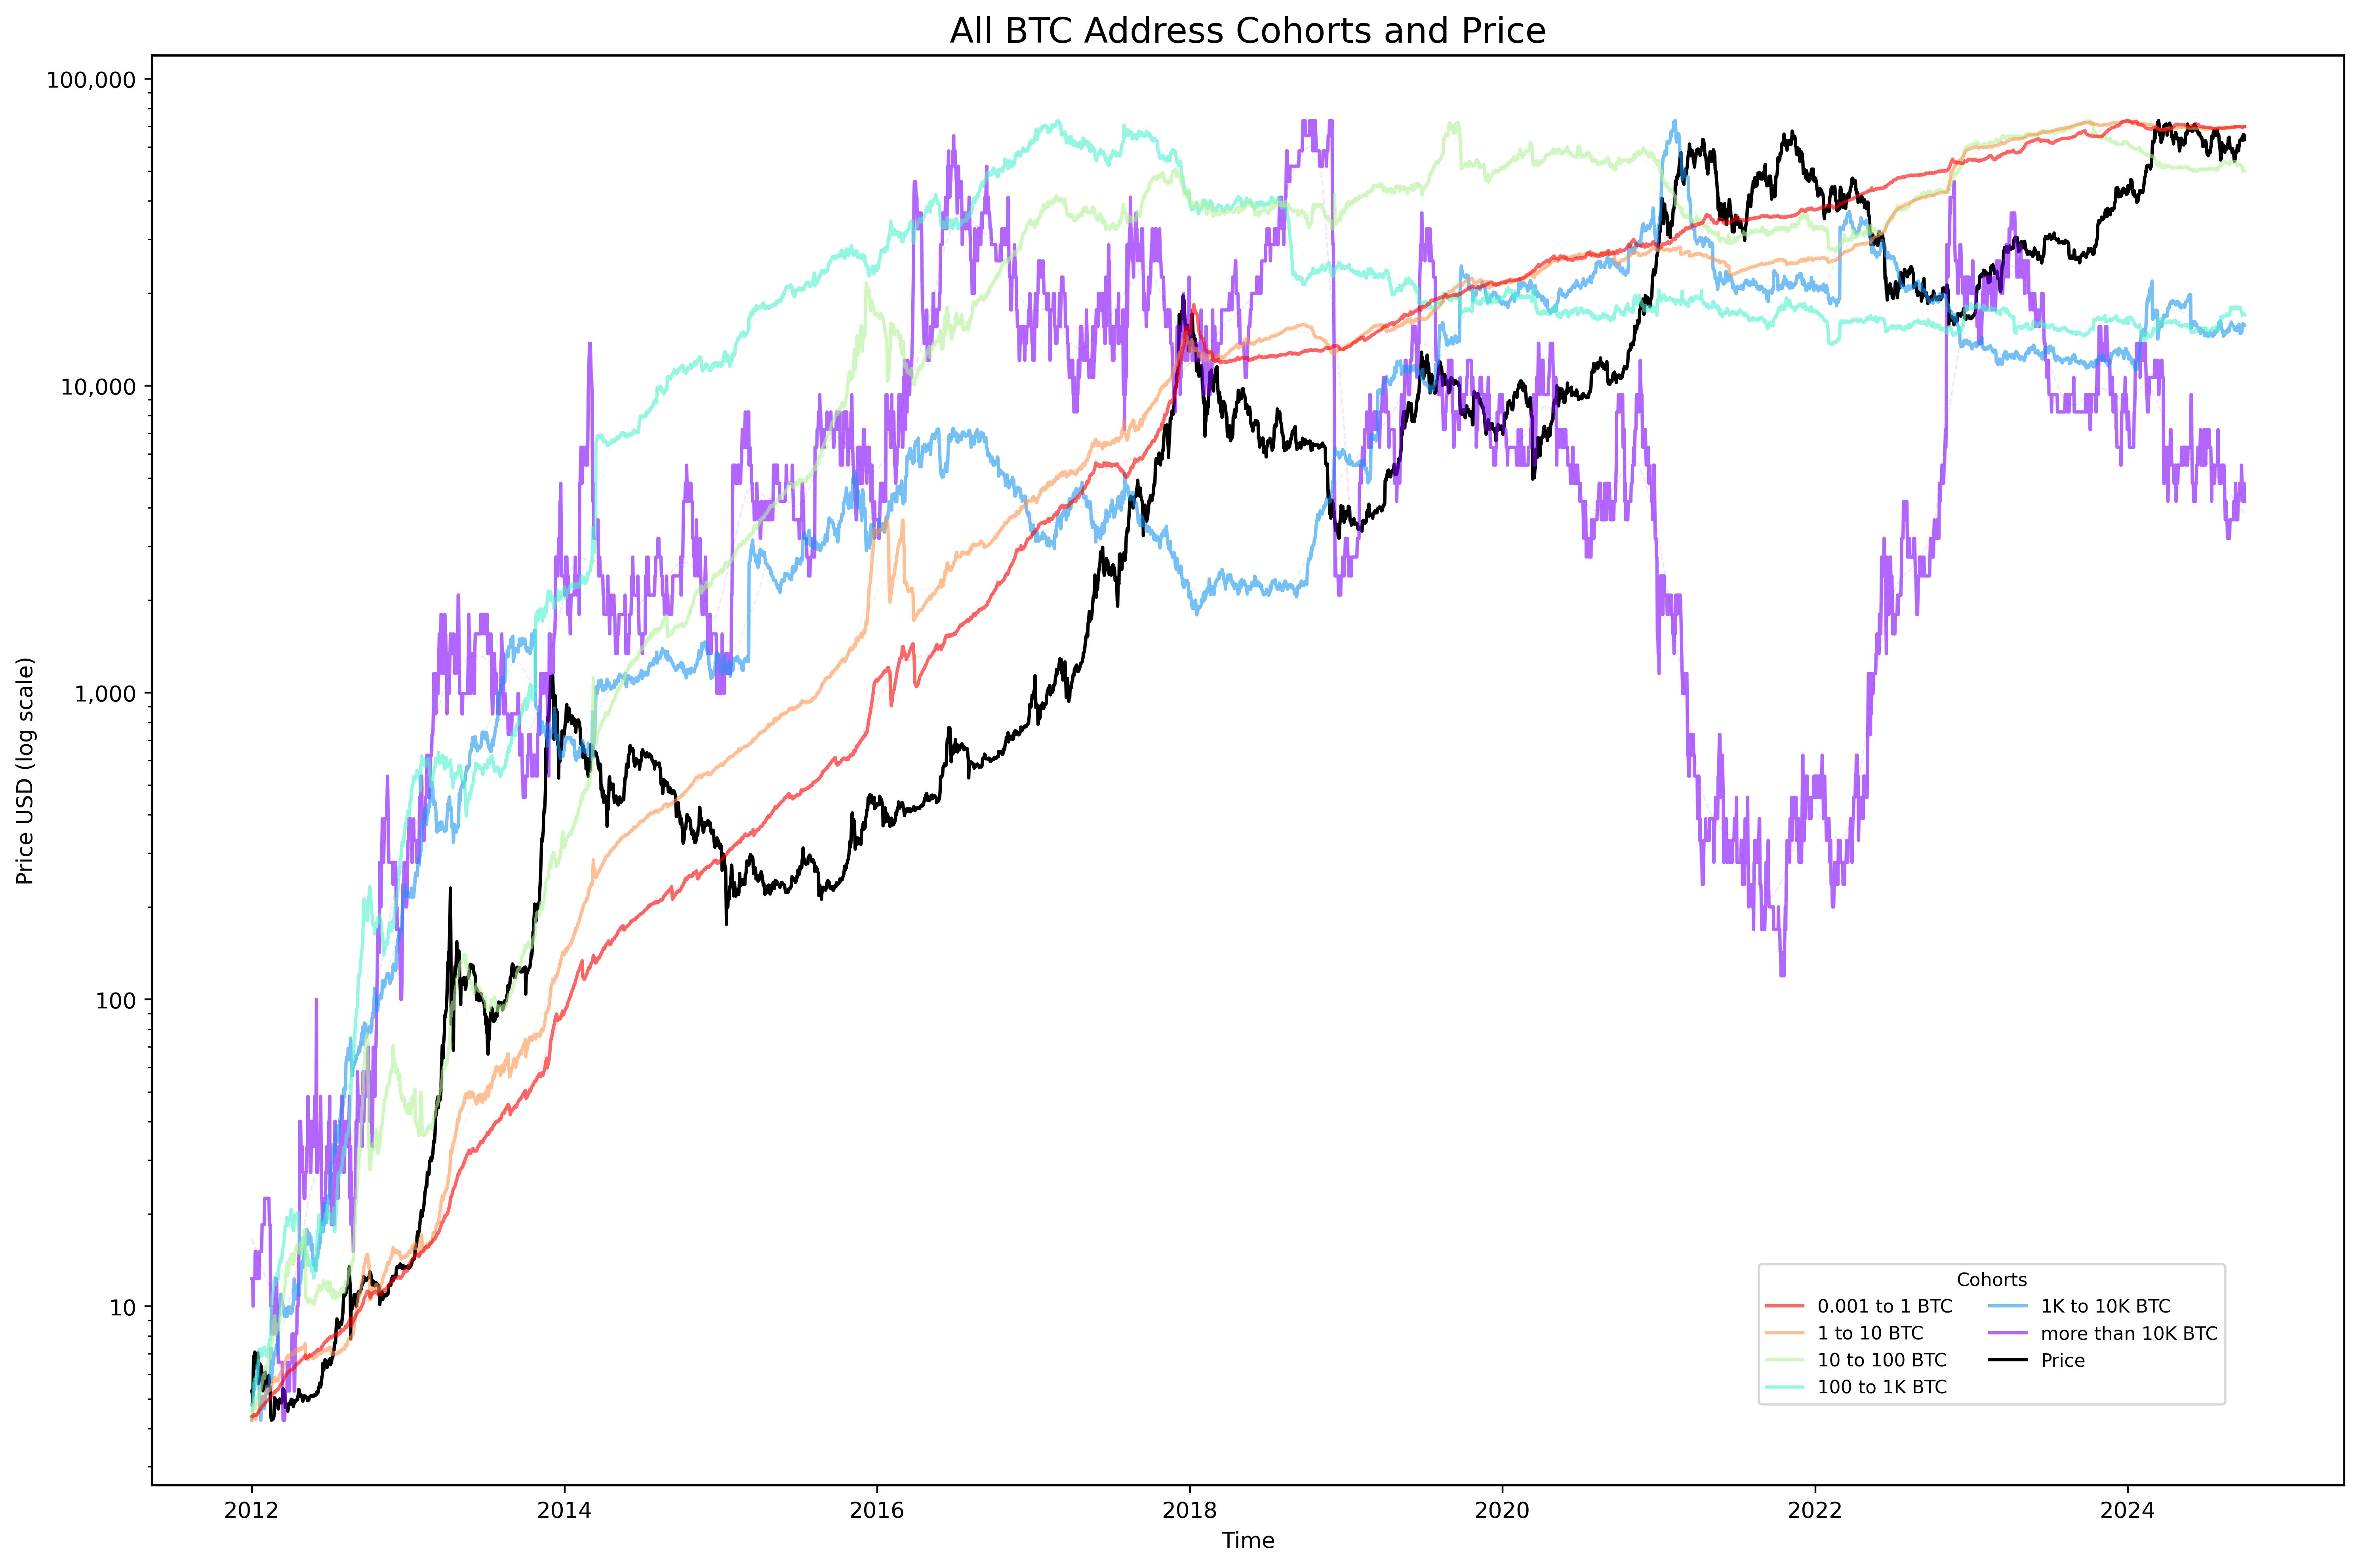 All BTC Address Cohorts and Price
100,000
10,000
1,000
100
10
Price USD (log scale)
2012 2014 2016 2018 2020 2022 2024
Time
Cohorts
0.001 to 1 BTC
1 to 10 BTC
10 to 100 BTC
100 to 1K BTC
1K to 10K BTC
more than 10K BTC
Price